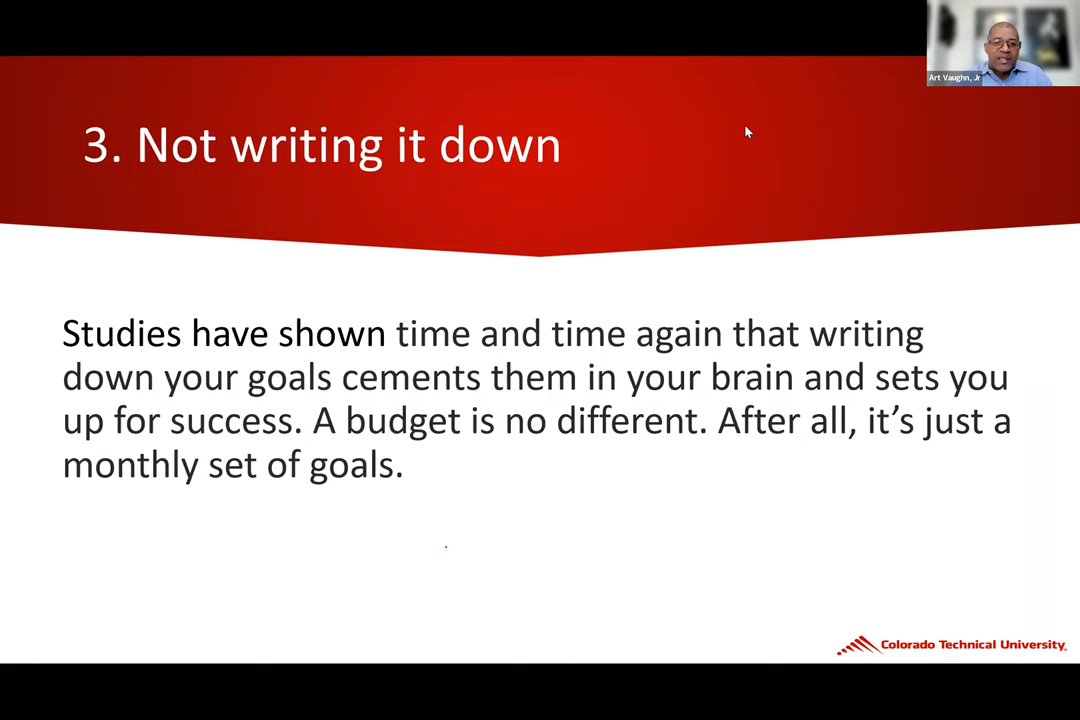 Art Vaughn, Jr
3. Not writing it down
Studies have shown time and time again that writing
down your goals cements them in your brain and sets you
up for success. A budget is no different. After all, it’s just a
monthly set of goals.
Colorado Technical University